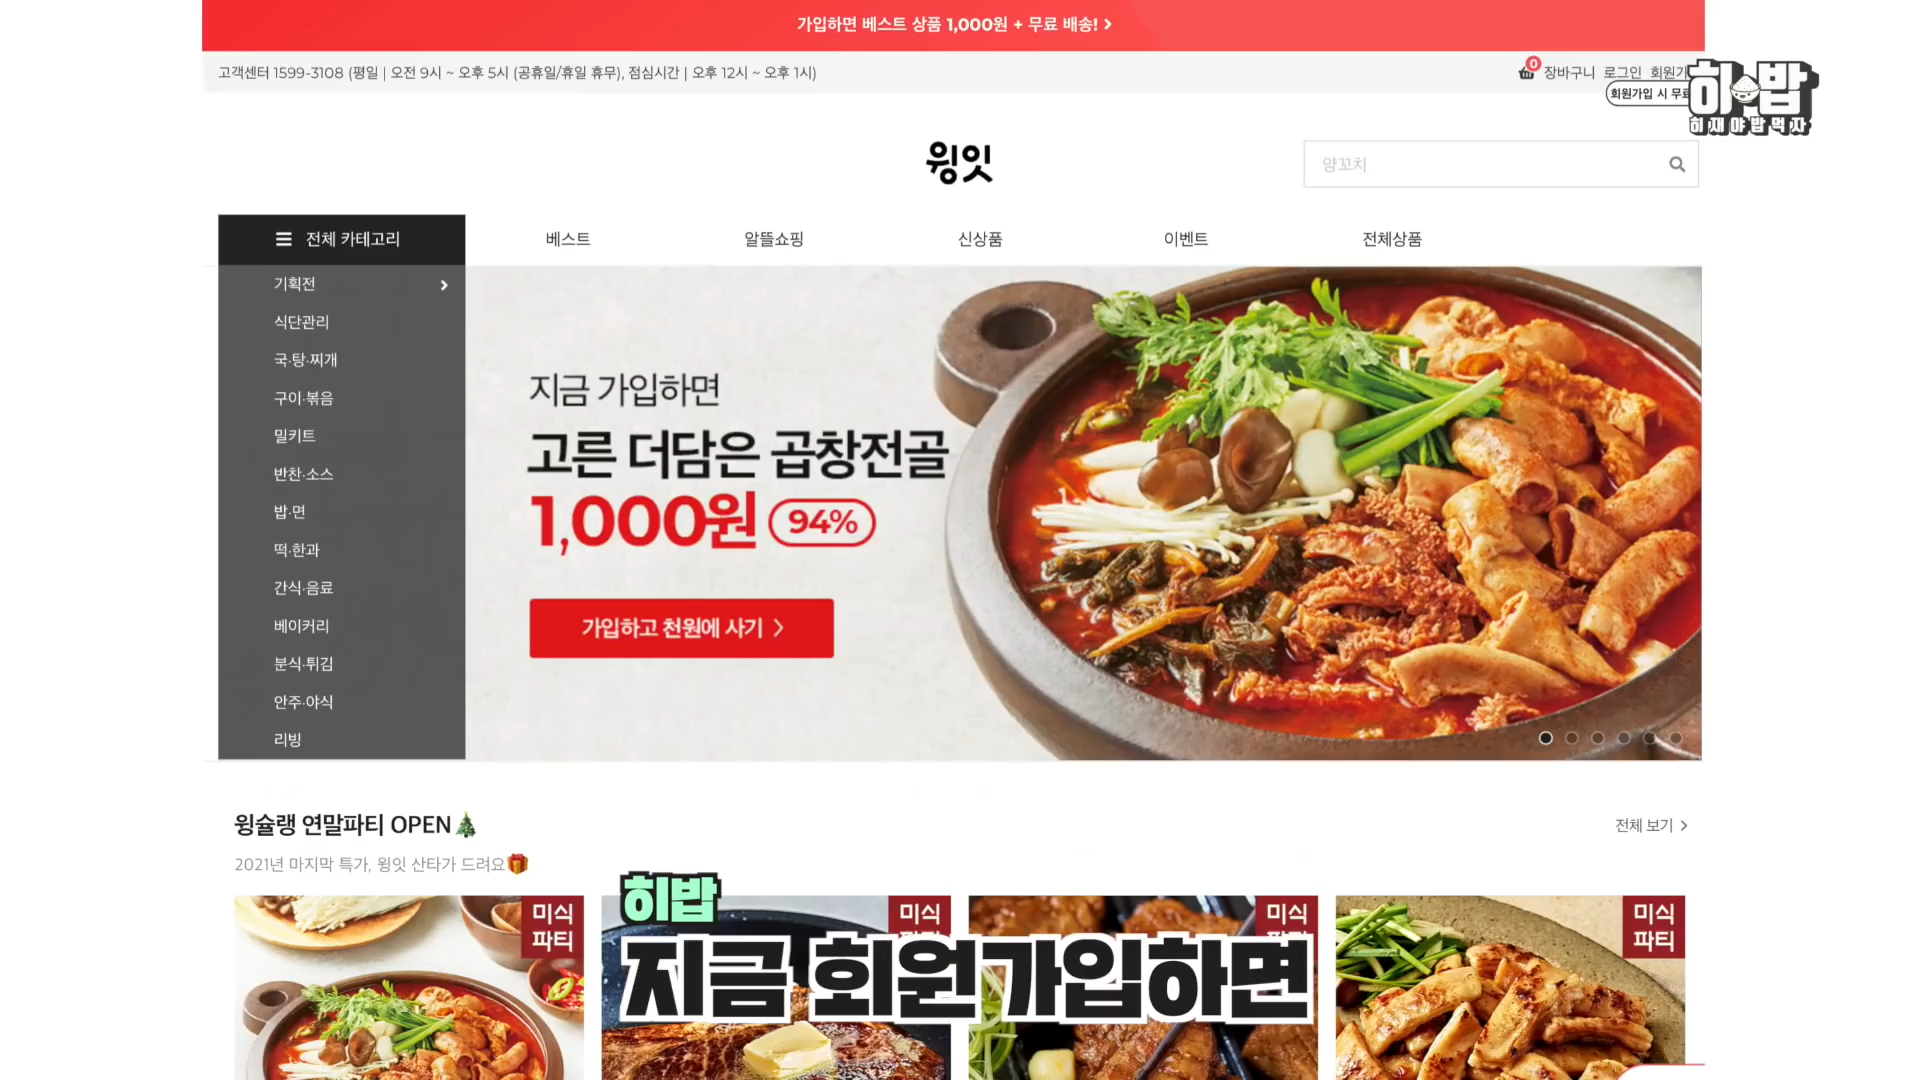 가입하면 베스트 상품 1,000원 + 무료 배송!
고객센터 1599-3108 (평일 | 오전 9시 ~ 오후 5시 (공휴일/휴일 휴무), 점심시간 | 오후 12시 ~ 오후 1시)
0 장바구니 로그인
회원가입 시 무료
히밥
히재야밥먹자
윙잇
양꼬치
전체 카테고리
베스트 알뜰쇼핑 신상품 이벤트 전체상품
기획전
식단관리
국·탕·찌개
구이·볶음
밀키트
반찬·소스
밥·면
떡·한과
간식·음료
베이커리
분식·튀김
안주·야식
리빙
지금 가입하면
고른 더담은 곱창전골
1,000원 94%
가입하고 천원에 사기
윙슐랭 연말파티 OPEN
전체 보기
2021년 마지막 특가, 윙잇 산타가 드려요
미식
파티
미식
미식
미식
파티
히밥
지금 회원가입하면